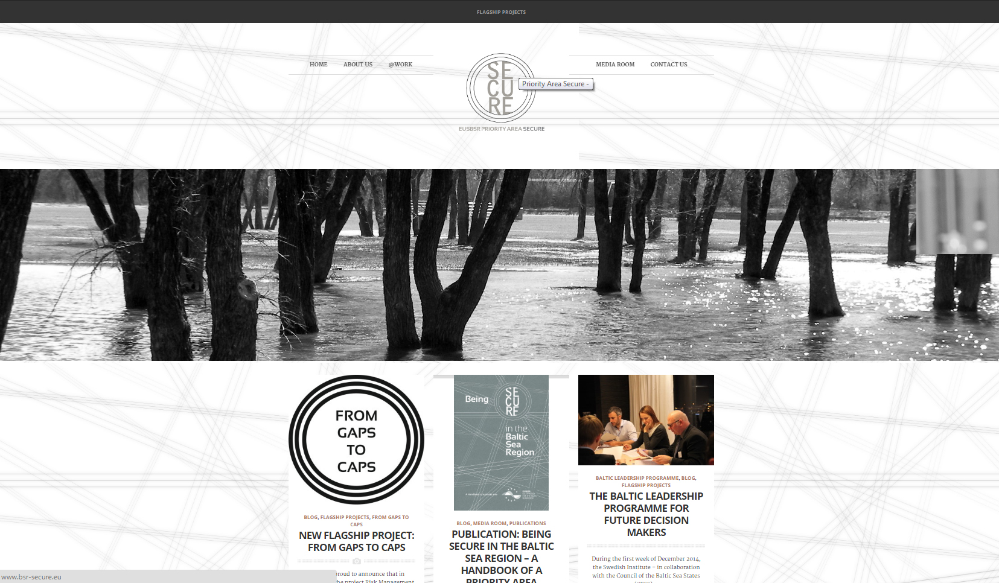 FLAGSHIP PROJECTS
HOME ABOUT US @WORK
MEDIA ROOM CONTACT US
SE
CU
RE
Priority Area Secure -
EUSBSR PRIORITY AREA SECURE
FROM
GAPS
TO
CAPS
BLOG, FLAGSHIP PROJECTS, FROM GAPS TO
CAPS
NEW FLAGSHIP PROJECT:
FROM GAPS TO CAPS
roud to announce that in
he project Risk Management
Being
SE
CU
RE
in the
Baltic
Sea
Region
BLOG, MEDIA ROOM, PUBLICATIONS
PUBLICATION: BEING
SECURE IN THE BALTIC
SEA REGION – A
HANDBOOK OF A
PRIORITY AREA
BALTIC LEADERSHIP PROGRAMME, BLOG,
FLAGSHIP PROJECTS
THE BALTIC LEADERSHIP
PROGRAMME FOR
FUTURE DECISION
MAKERS
During the first week of December 2014,
the Swedish Institute – in collaboration
with the Council of the Baltic Sea States
www.bsr-secure.eu